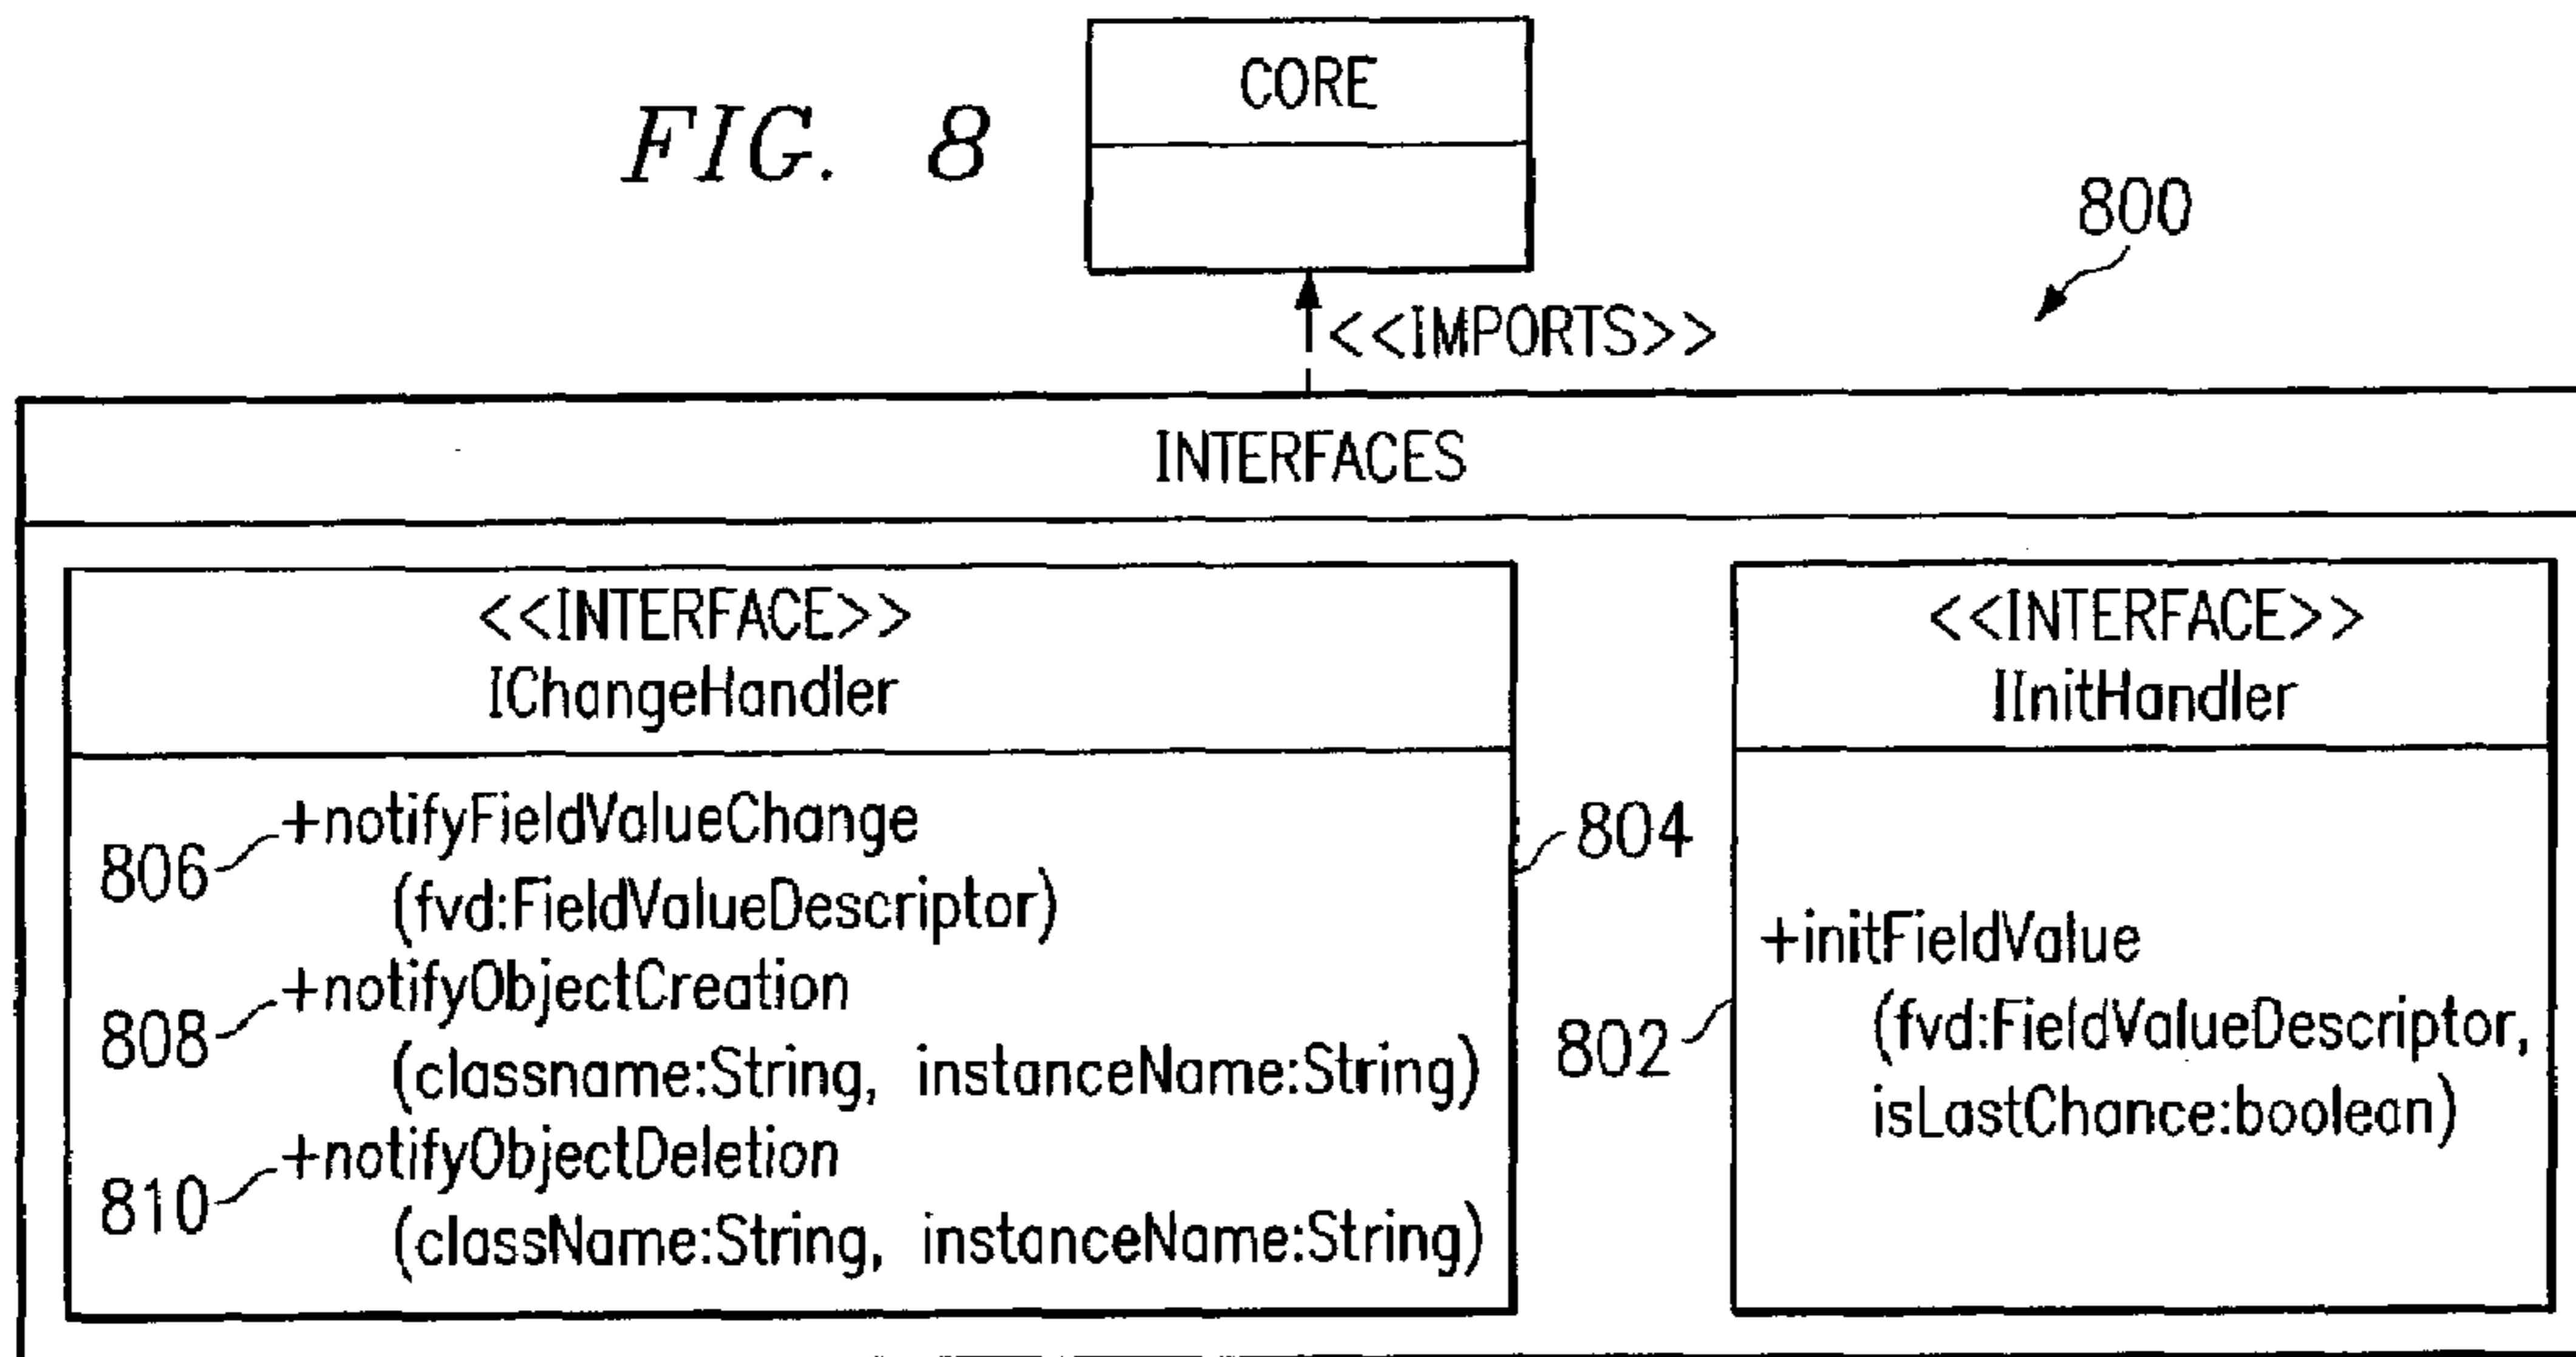 FIG. 8
CORE
800
<<IMPORTS>>
INTERFACES
<<INTERFACE>>
IChangeHandler
806
+notifyFieldValueChange
(fvd:FieldValueDescriptor)
808
+notifyObjectCreation
(classname:String, instanceName:String)
810
+notifyObjectDeletion
(className:String, instanceName:String)
804
<<INTERFACE>>
IInitHandler
802
+initFieldValue
(fvd:FieldValueDescriptor,
isLastChance:boolean)